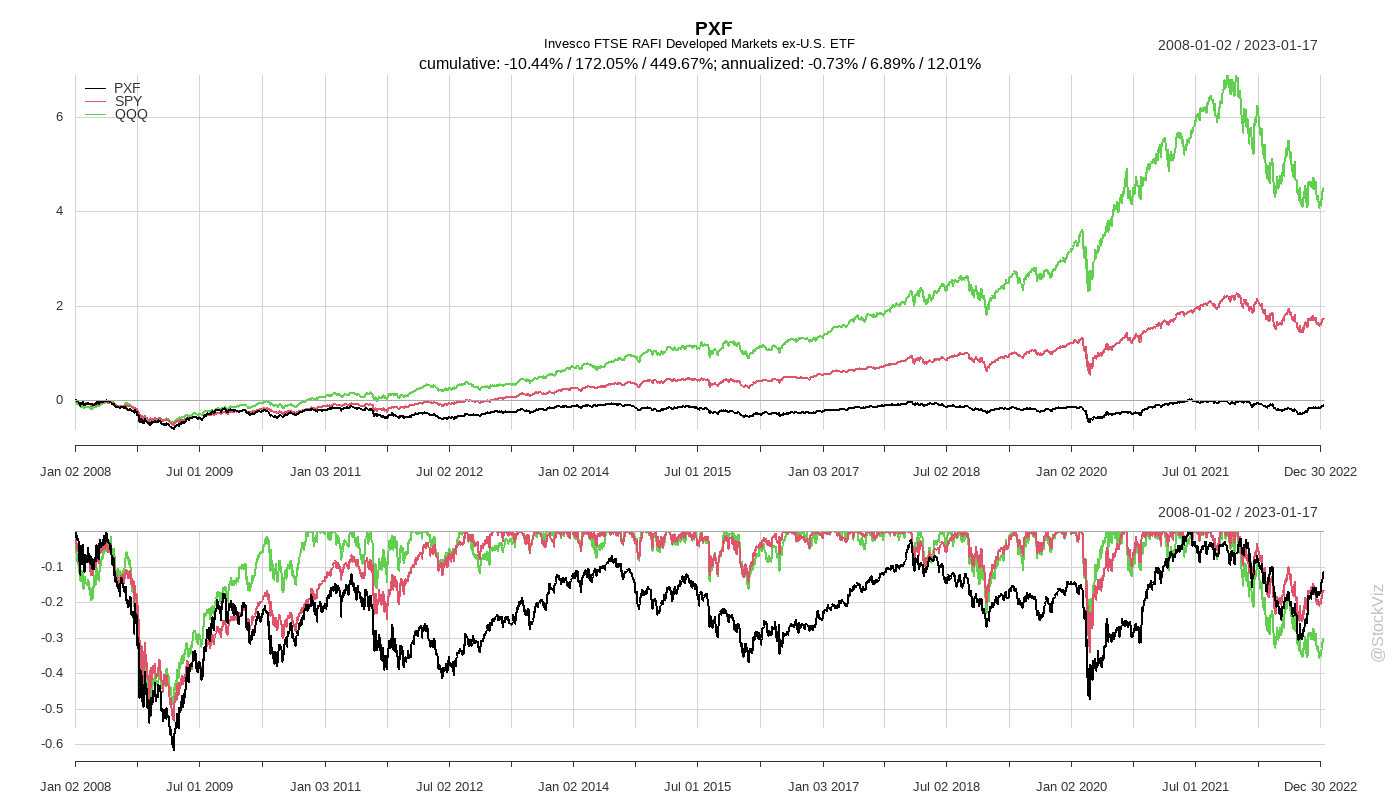 PXF
Invesco FTSE RAFI Developed Markets ex-U.S. ETF
2008-01-02 / 2023-01-17
cumulative: -10.44% / 172.05% / 449.67%; annualized: -0.73% / 6.89% / 12.01%
PXF
SPY
QQQ
6
4
2
0
Jan 02 2008 Jul 01 2009 Jan 03 2011 Jul 02 2012 Jan 02 2014 Jul 01 2015 Jan 03 2017 Jul 02 2018 Jan 02 2020 Jul 01 2021 Dec 30 2022
2008-01-02 / 2023-01-17
-0.1
-0.2
-0.3
-0.4
-0.5
-0.6
Jan 02 2008 Jul 01 2009 Jan 03 2011 Jul 02 2012 Jan 02 2014 Jul 01 2015 Jan 03 2017 Jul 02 2018 Jan 02 2020 Jul 01 2021 Dec 30 2022
@StockViz